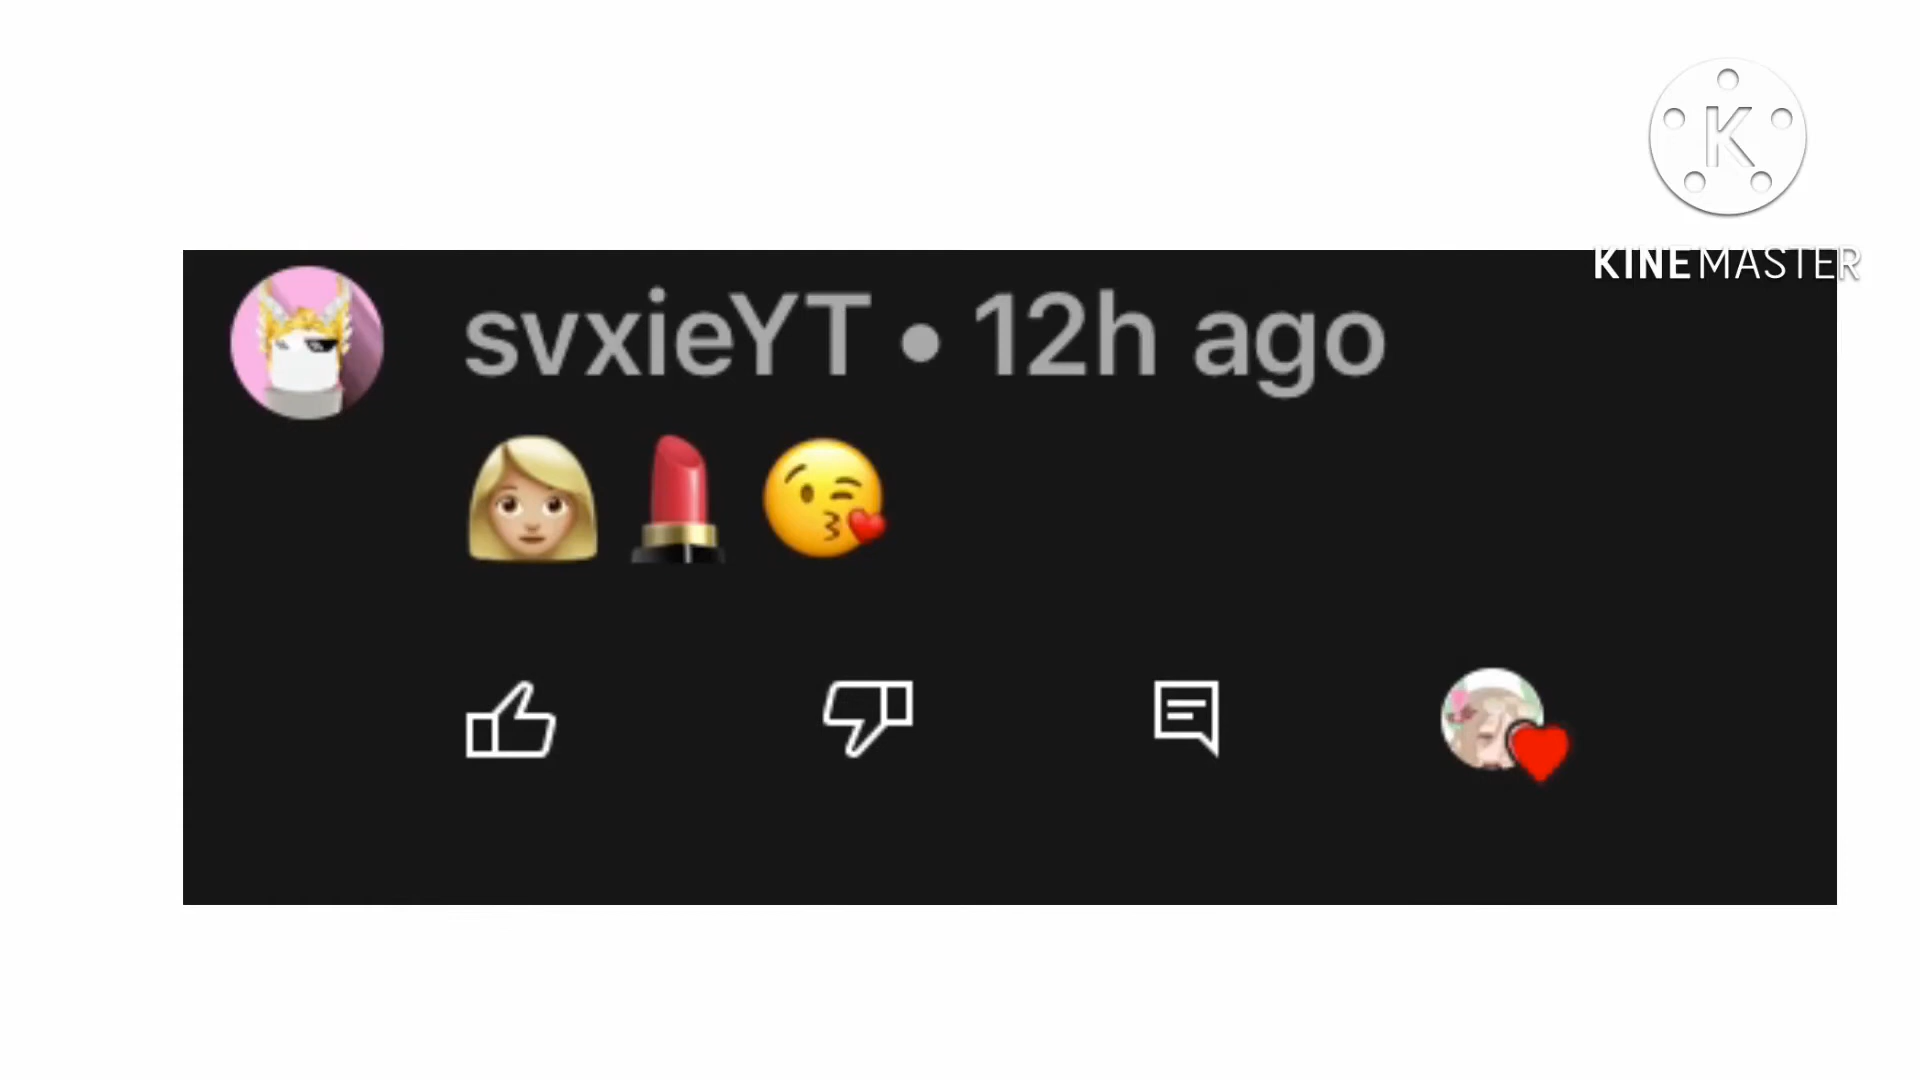 K
KINEMASTER
svxieYT • 12h ago
👩🏼 💄 😘